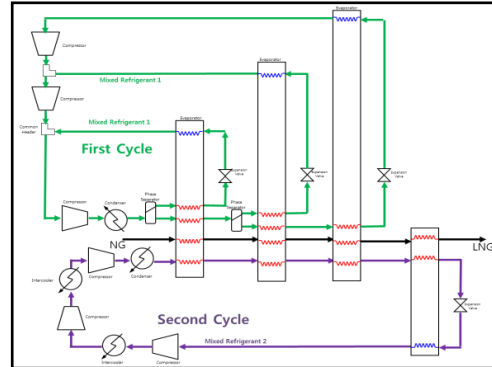 Evaporator
Evaporator
Compressor
Mixed Refrigerant 1
Compressor
Mixed Refrigerant 1
Evaporator
Common
Header
First Cycle
Expansion
Valve
Expansion
Valve
Expansion
Valve
Phase
Separator
Compressor
Condenser
Phase
Separator
NG
LNG
Intercooler
Compressor
Condenser
Expansion
Valve
Compressor
Second Cycle
Mixed Refrigerant 2
Intercooler
Compressor